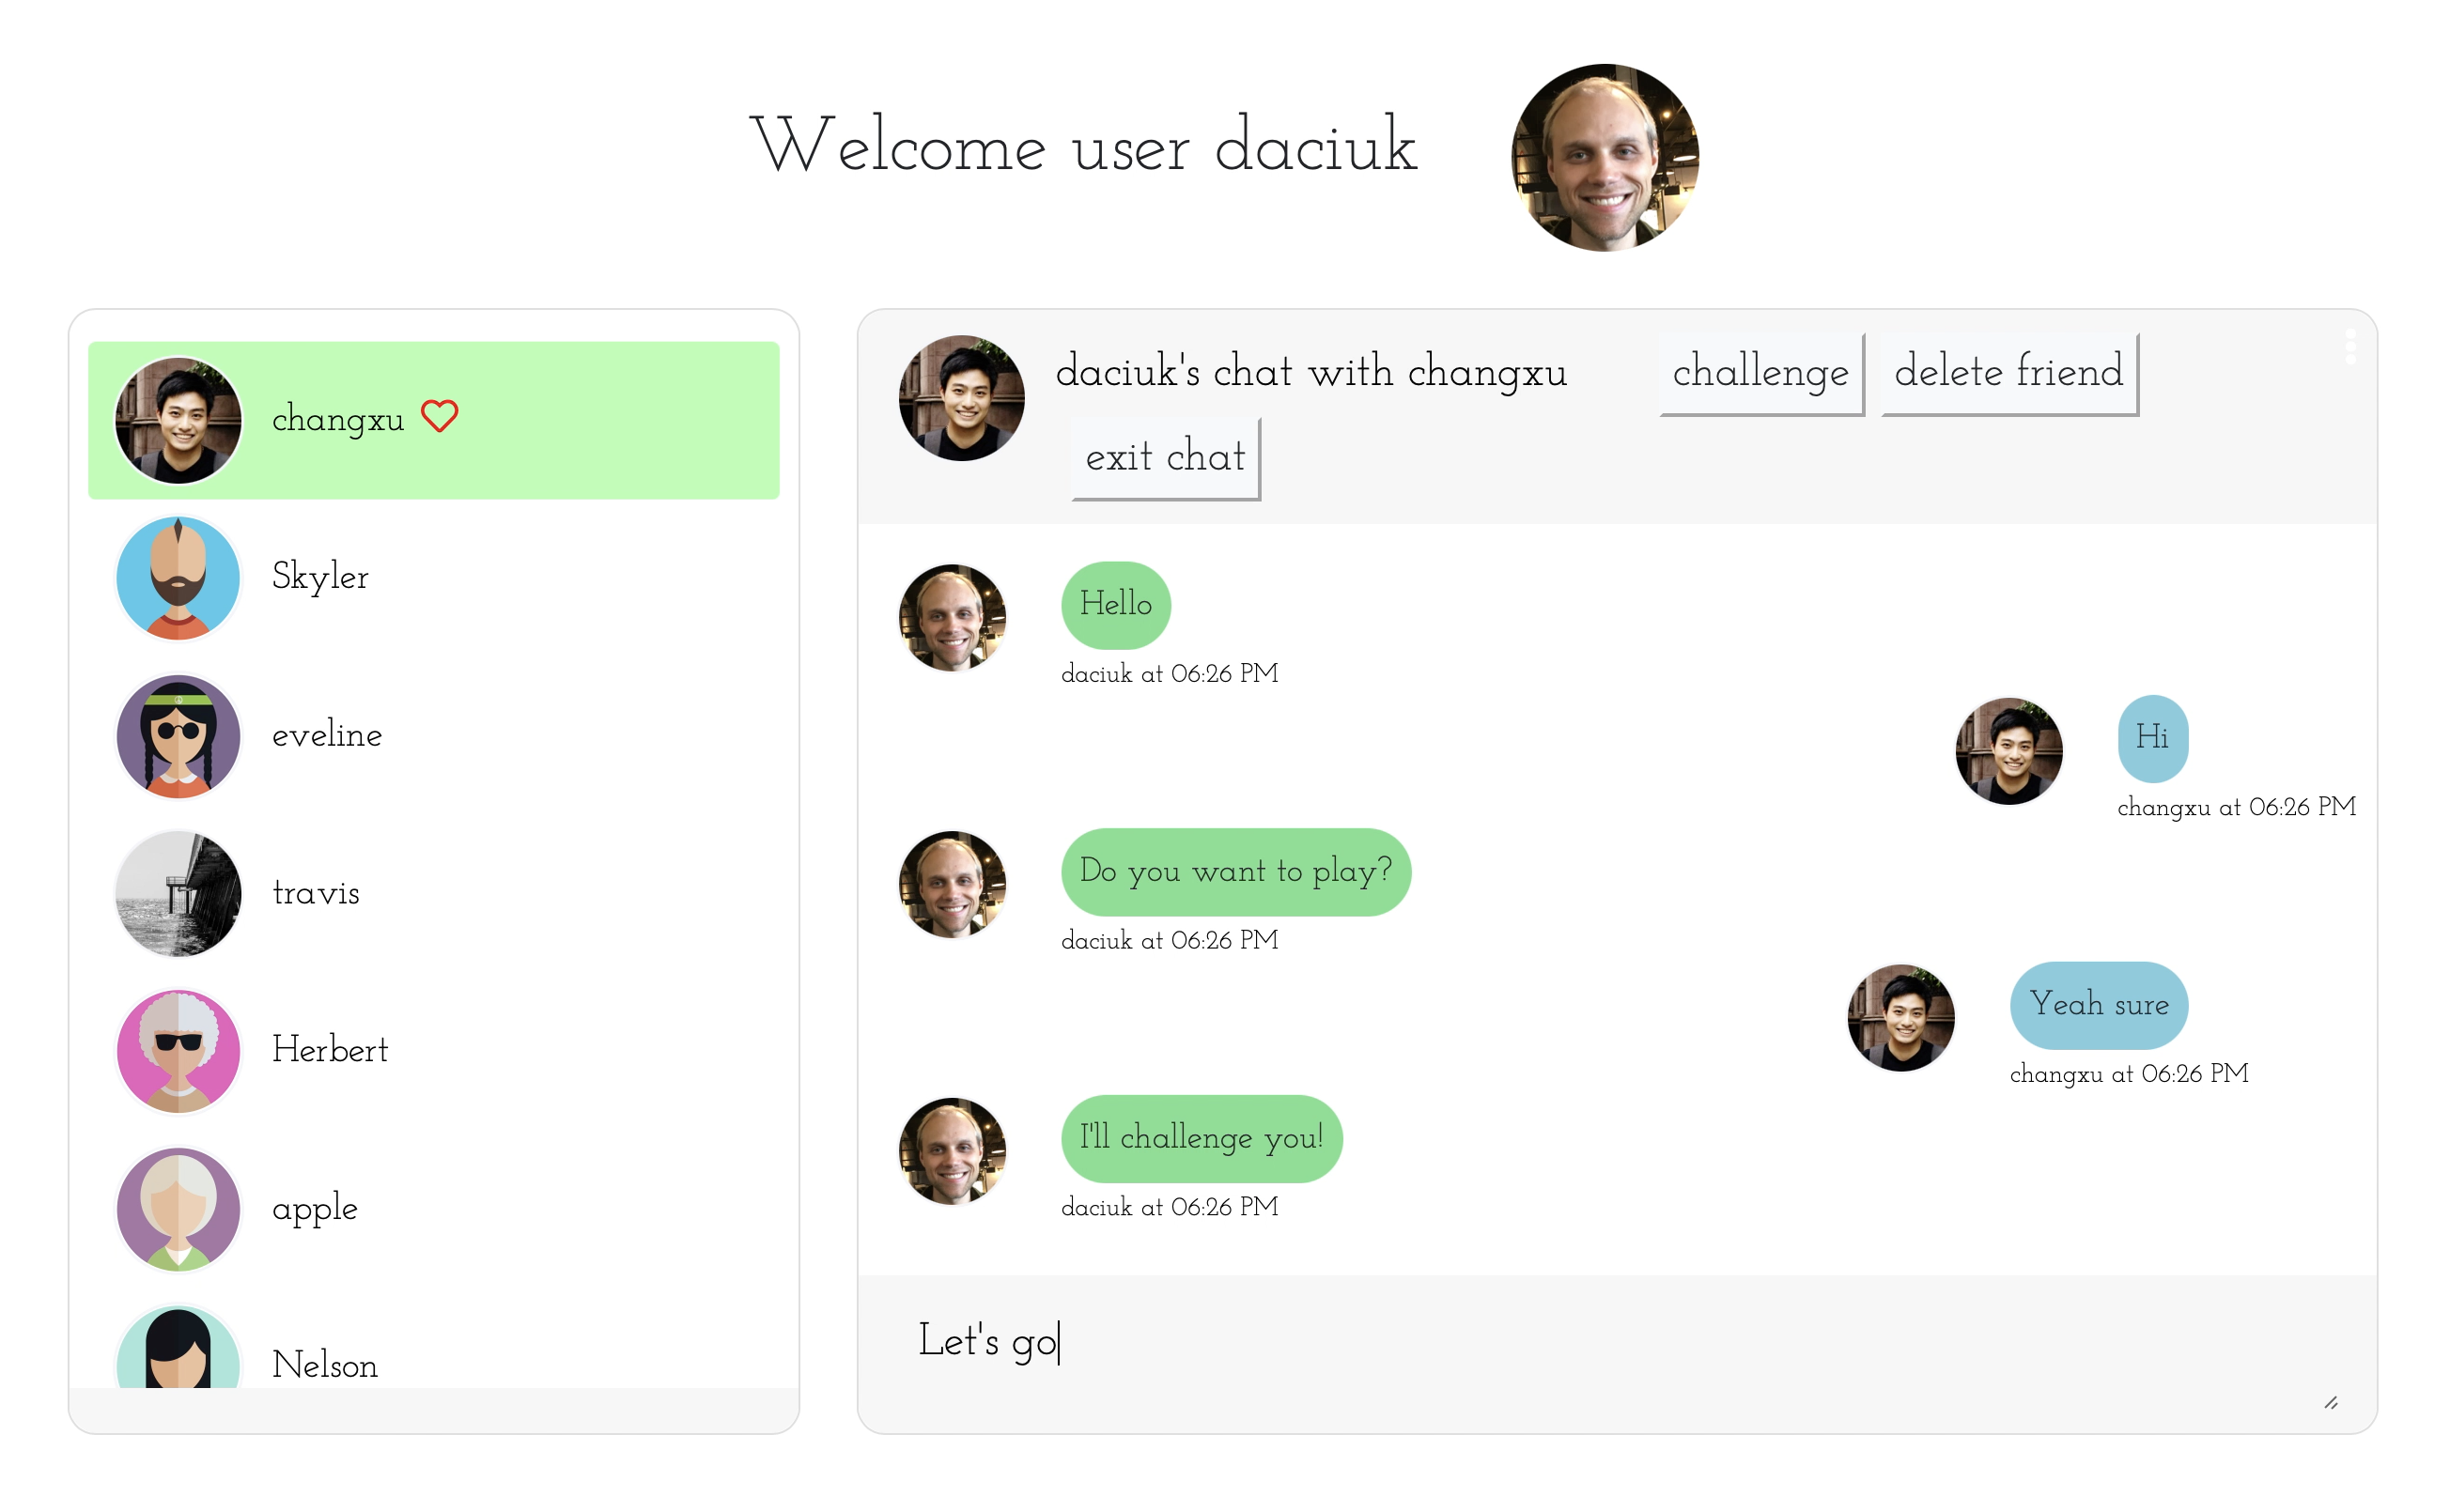 Welcome user daciuk
changxu
Skyler
eveline
travis
Herbert
apple
Nelson
daciuk's chat with changxu
challenge
delete friend
exit chat
Hello
daciuk at 06:26 PM
Hi
changxu at 06:26 PM
Do you want to play?
daciuk at 06:26 PM
Yeah sure
changxu at 06:26 PM
I'll challenge you!
daciuk at 06:26 PM
Let's go